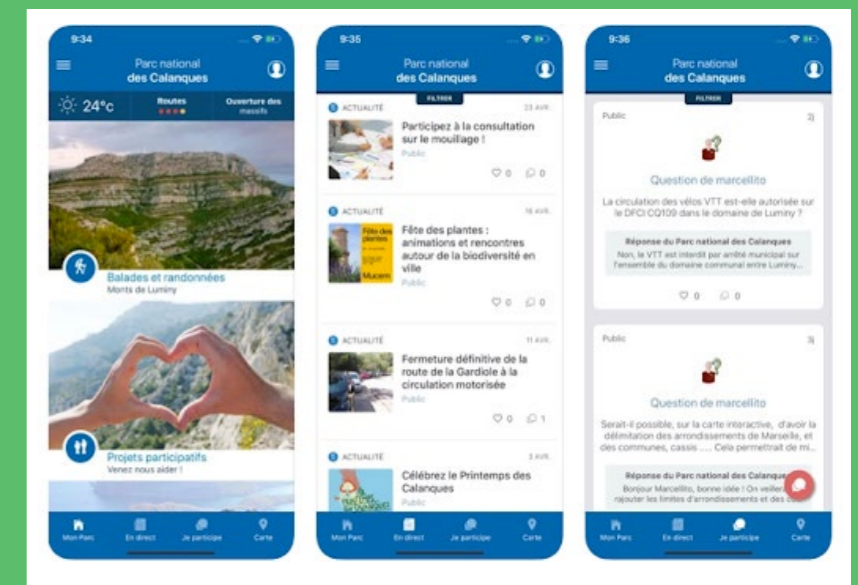 9:34
Parc national
des Calanques
24°c
Routes
Ouverture des
massifs
Balades et randonnées
Monts de Luminy
Projets participatifs
Venez nous aider !
Mon Parc
En direct
Je participe
Carte
9:35
Parc national
des Calanques
FILTRER
ACTUALITÉ
23 AVR.
Participez à la consultation
sur le mouillage !
Public
0
0
ACTUALITÉ
16 AVR.
Fête des
plantes
Mucem
Fête des plantes :
animations et rencontres
autour de la biodiversité en
ville
Public
0
0
ACTUALITÉ
11 AVR.
Fermeture définitive de la
route de la Gardiole à la
circulation motorisée
Public
0
1
ACTUALITÉ
3 AVR.
Célébrez le Printemps des
Calanques
Public
Mon Parc
En direct
Je participe
Carte
9:36
Parc national
des Calanques
FILTRER
Public
2j
Question de marcellito
La circulation des vélos VTT est-elle autorisée sur
le DFCI CQ109 dans le domaine de Luminy ?
Réponse du Parc national des Calanques
Non, le VTT est interdit par arrêté municipal sur
l'ensemble du domaine communal entre Luminy...
0
0
Public
3j
Question de marcellito
Serait-il possible, sur la carte interactive, d'avoir la
délimitation des arrondissements de Marseille, et
des communes, cassis ..... Cela permettrait de mi...
Réponse du Parc national des Calanques
Bonjour Marcellito, bonne idée ! On veillera
rajouter les limites d'arrondissements et des
Mon Parc
En direct
Je participe
Carte